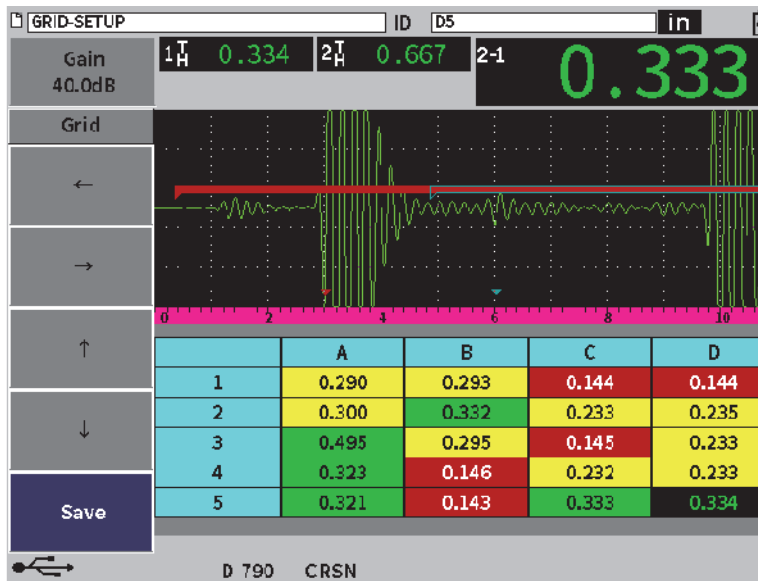 GRID-SETUP ID D5 in
Gain
40.0dB
1TH 0.334 2TH 0.667 2-1 0.333
Grid
←
→
↑
↓
Save
0 2 4 6 8 10
A B C D
1 0.290 0.293 0.144 0.144
2 0.300 0.332 0.233 0.235
3 0.495 0.295 0.145 0.233
4 0.323 0.146 0.232 0.233
5 0.321 0.143 0.333 0.334
D 790 CRSN